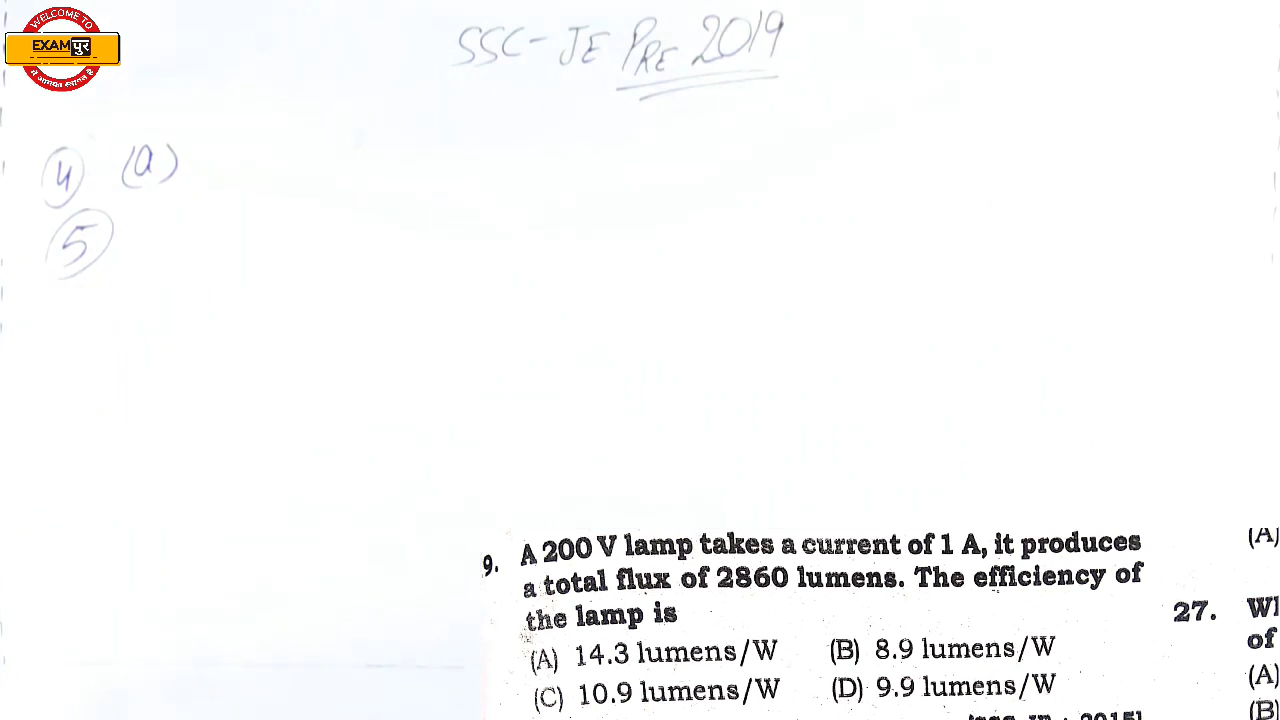 WELCOME TO
EXAMपुर
SSC-JE PRE 2019
4 (a)
5
9. A 200 V lamp takes a current of 1 A, it produces
a total flux of 2860 lumens. The efficiency of
the lamp is
(A) 14.3 lumens/W (B) 8.9 lumens/W
(C) 10.9 lumens/W (D) 9.9 lumens/W
(A)
27. Wh
of
(A)
(B)